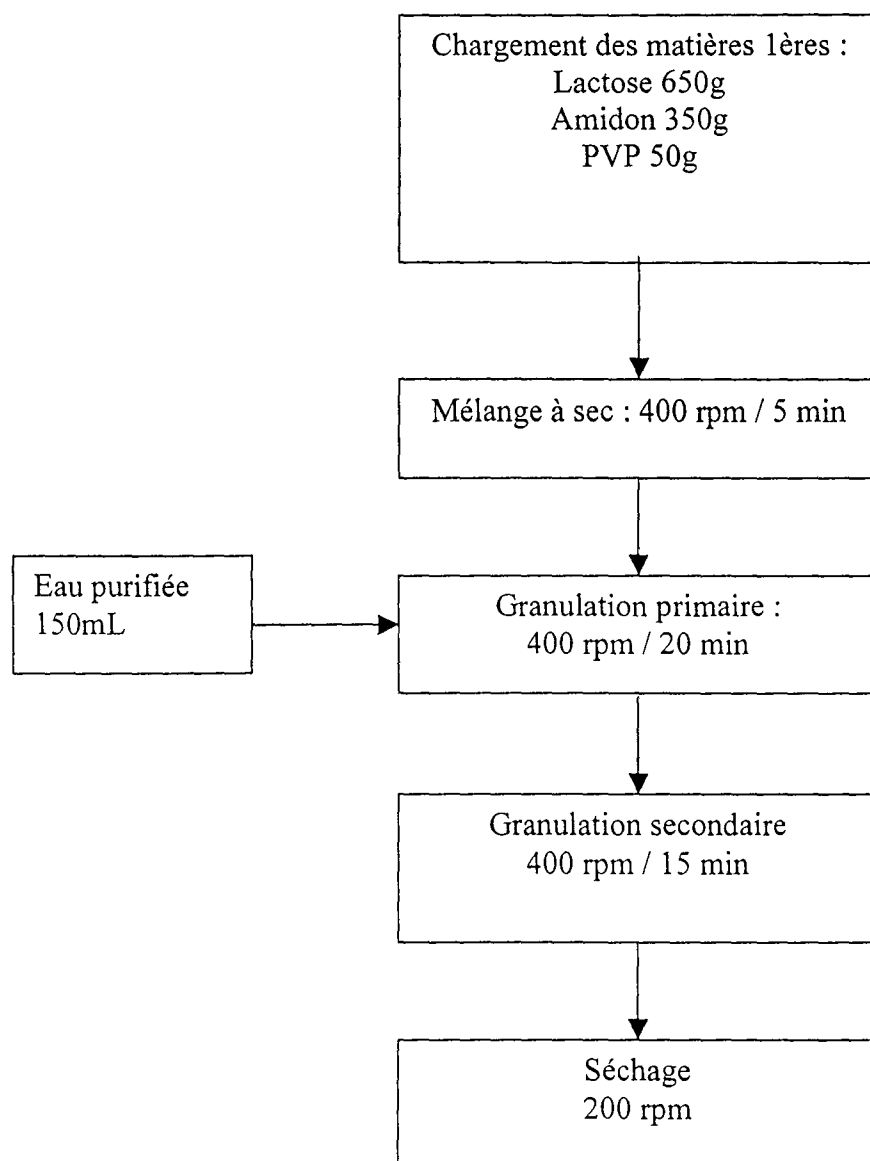 Chargement des matières 1ères :
Lactose 650g
Amidon 350g
PVP 50g
Mélange à sec : 400 rpm / 5 min
Eau purifiée
150mL
Granulation primaire :
400 rpm / 20 min
Granulation secondaire
400 rpm / 15 min
Séchage
200 rpm